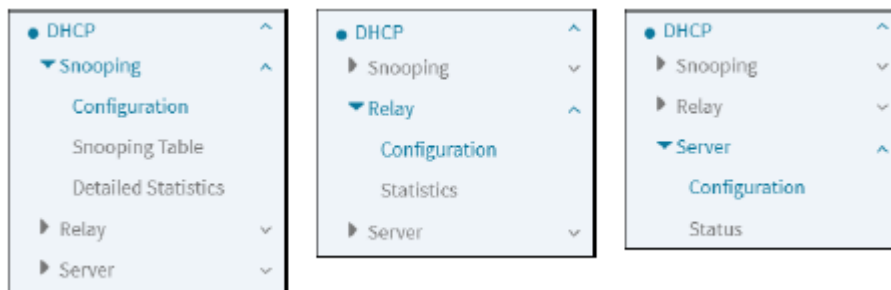 DHCP
Snooping
Configuration
Snooping Table
Detailed Statistics
Relay
Server
DHCP
Snooping
Relay
Configuration
Statistics
Server
DHCP
Snooping
Relay
Server
Configuration
Status